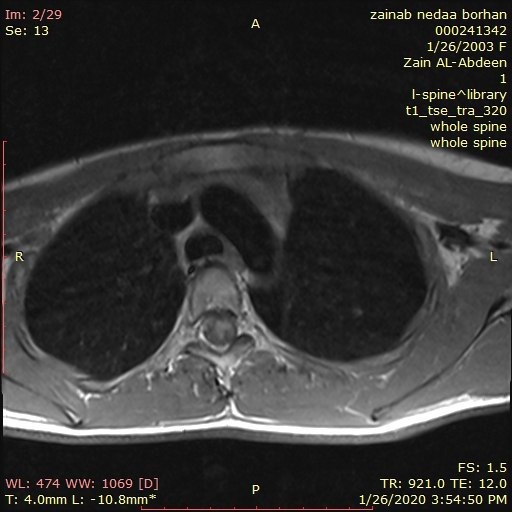 Im: 2/29
Se: 13
A
zainab nedaa borhan
000241342
1/26/2003 F
Zain AL-Abdeen
1
l-spine^library
t1_tse_tra_320
whole spine
whole spine
R
L
WL: 474 WW: 1069 [D]
T: 4.0mm L: -10.8mm*
P
FS: 1.5
TR: 921.0 TE: 12.0
1/26/2020 3:54:50 PM